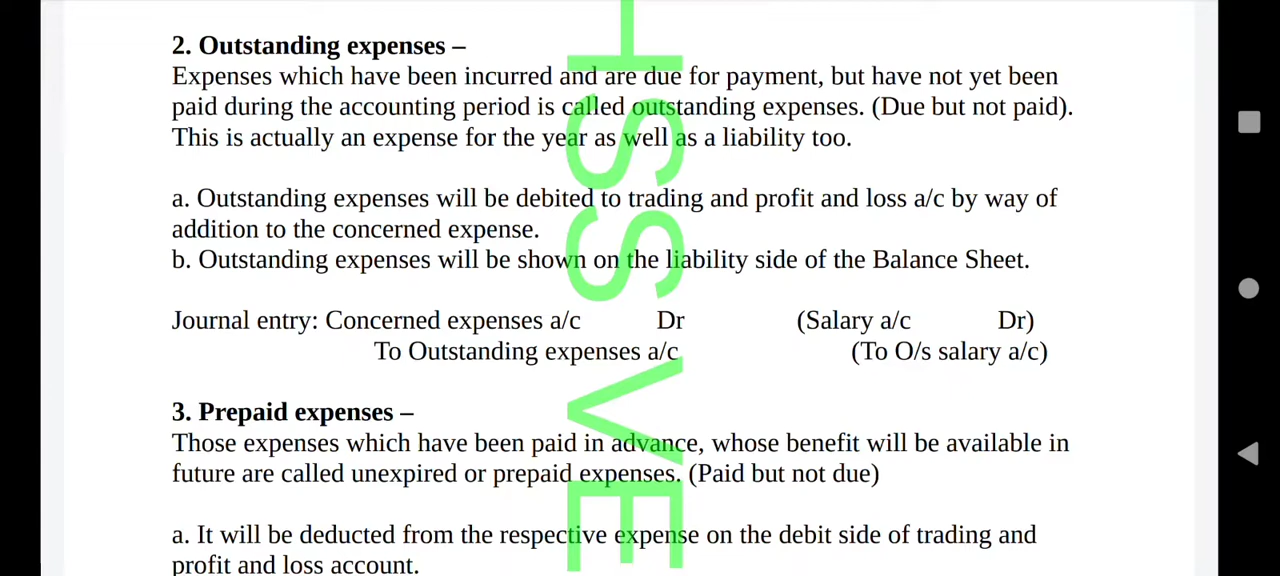 2. Outstanding expenses –
Expenses which have been incurred and are due for payment, but have not yet been
paid during the accounting period is called outstanding expenses. (Due but not paid).
This is actually an expense for the year as well as a liability too.
a. Outstanding expenses will be debited to trading and profit and loss a/c by way of
addition to the concerned expense.
b. Outstanding expenses will be shown on the liability side of the Balance Sheet.
Journal entry: Concerned expenses a/c Dr (Salary a/c Dr)
To Outstanding expenses a/c (To O/s salary a/c)
3. Prepaid expenses –
Those expenses which have been paid in advance, whose benefit will be available in
future are called unexpired or prepaid expenses. (Paid but not due)
a. It will be deducted from the respective expense on the debit side of trading and
profit and loss account.
HSS VE